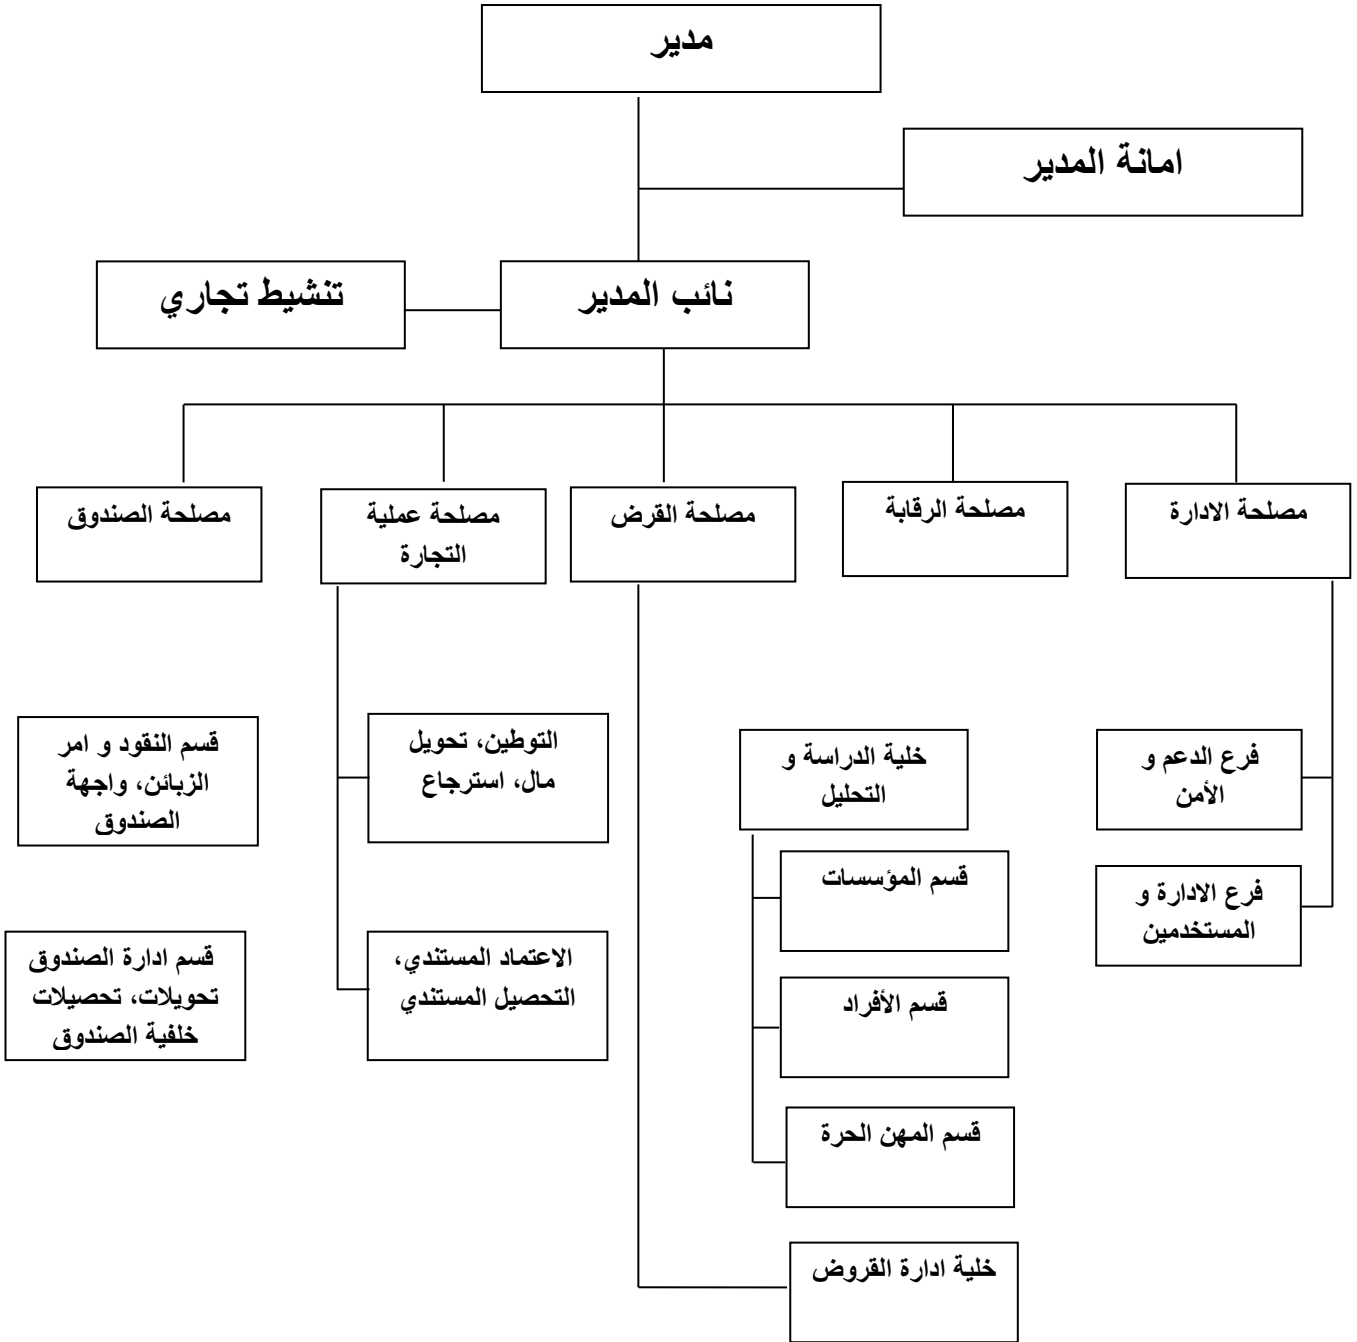 مدير
امانة المدير
نائب المدير
تنشيط تجاري
مصلحة الادارة
مصلحة الرقابة
مصلحة القرض
مصلحة عملية
التجارة
مصلحة الصندوق
فرع الدعم و
الأمن
فرع الادارة و
المستخدمين
خلية الدراسة و
التحليل
قسم المؤسسات
قسم الأفراد
قسم المهن الحرة
خلية ادارة القروض
التوطين، تحويل
مال، استرجاع
الاعتماد المستندي،
التحصيل المستندي
قسم النقود و امر
الزبائن، واجهة
الصندوق
قسم ادارة الصندوق
تحويلات، تحصيلات
خلفية الصندوق